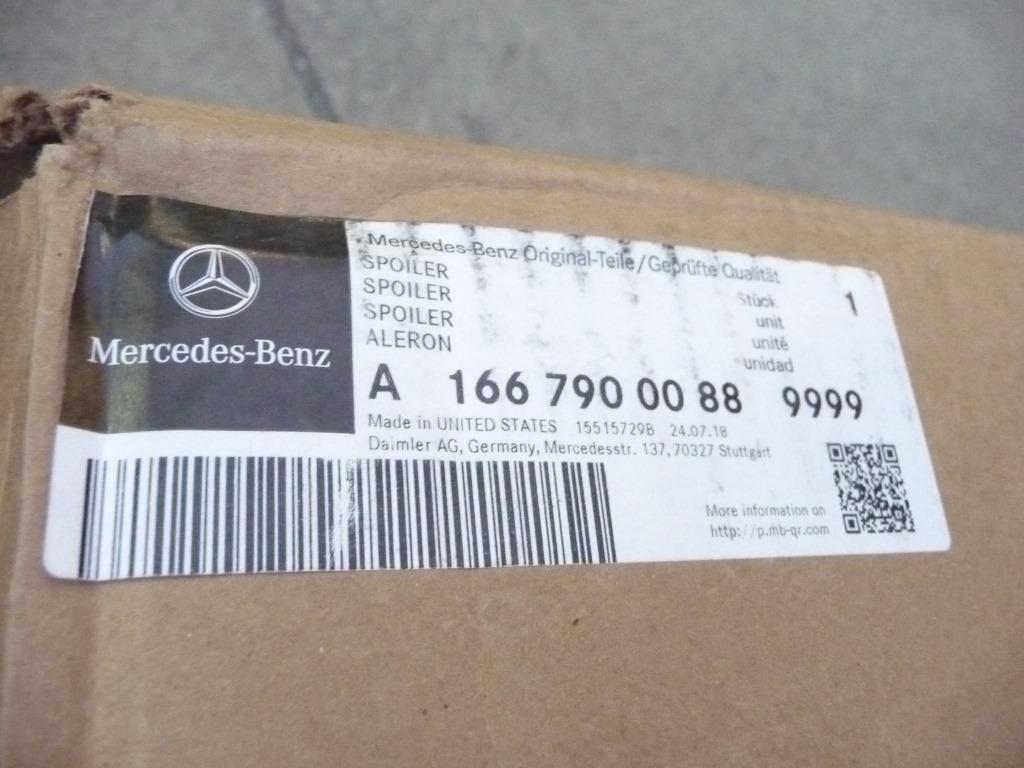 Mercedes-Benz
Mercedes-Benz Original-Teile/Geprüfte Qualität
SPOILER
SPOILER
SPOILER
ALERON
Stück 1
unit
unité
unidad
A 166 790 00 88 9999
Made in UNITED STATES 15515729B 24.07.18
Daimler AG, Germany, Mercedesstr. 137, 70327 Stuttgart
More information on
http://p.mb-qr.com